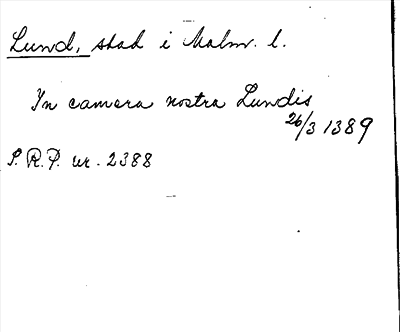 Lund, stad i Malm. l.
In camera nostra Lundis
26/3 1389
S. R. P. nr. 2388